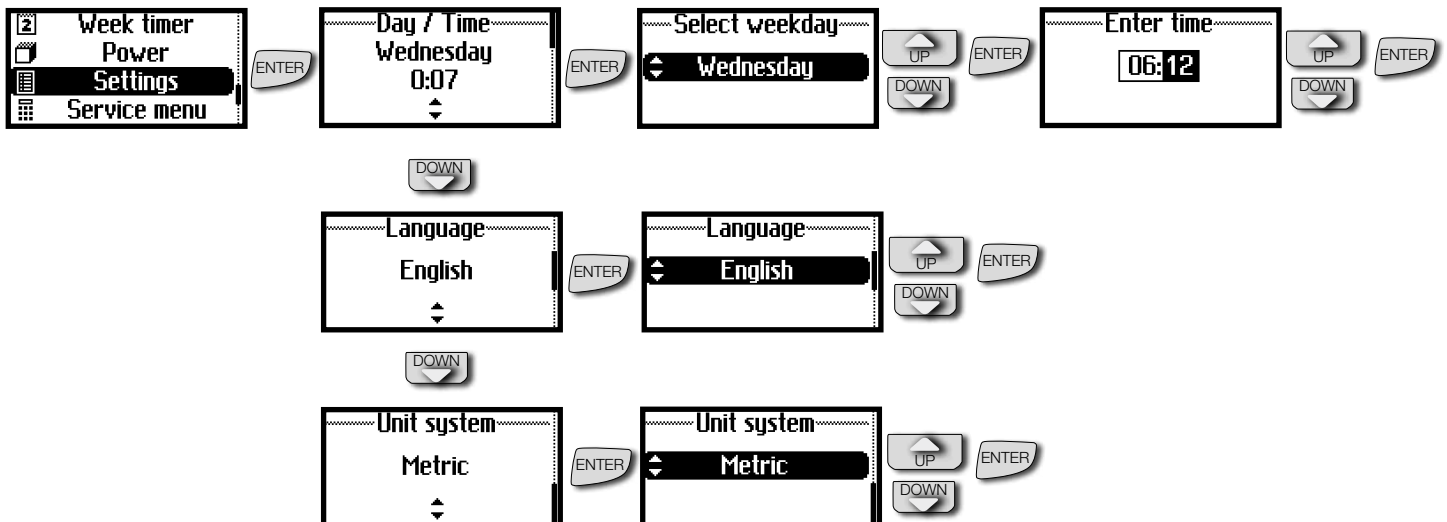 2 Week timer
Power
Settings
Service menu
ENTER
Day / Time
Wednesday
0:07
ENTER
Select weekday
Wednesday
UP
DOWN
ENTER
Enter time
06:12
UP
DOWN
ENTER
DOWN
Language
English
ENTER
Language
English
UP
DOWN
ENTER
DOWN
Unit system
Metric
ENTER
Unit system
Metric
UP
DOWN
ENTER